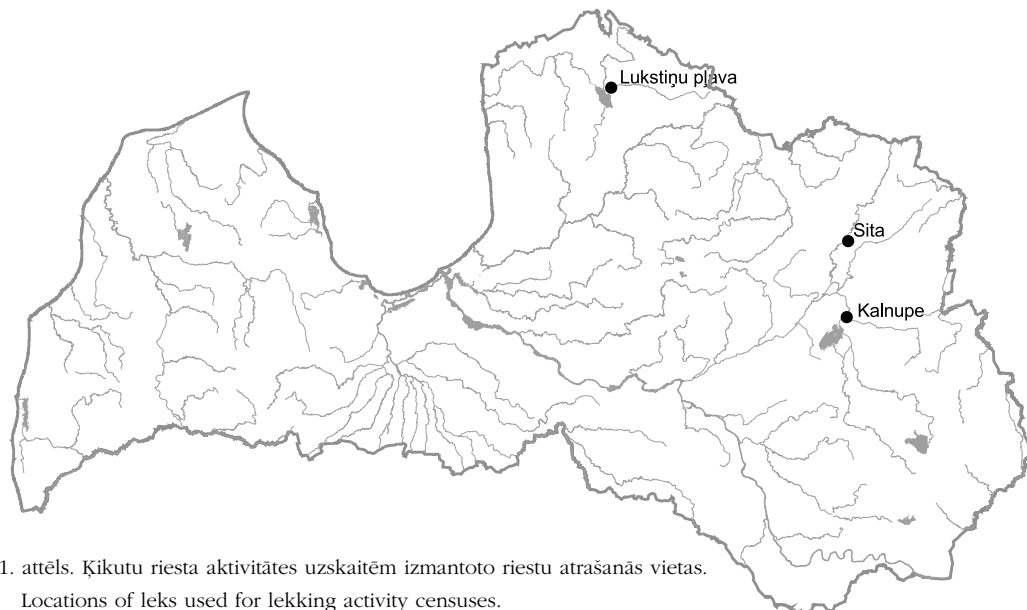 Lukstiņu pļava
Sita
Kalnupe
1. attēls. Ķikutu riesta aktivitātes uzskaitēm izmantoto riestu atrašanās vietas.
Locations of leks used for lekking activity censuses.